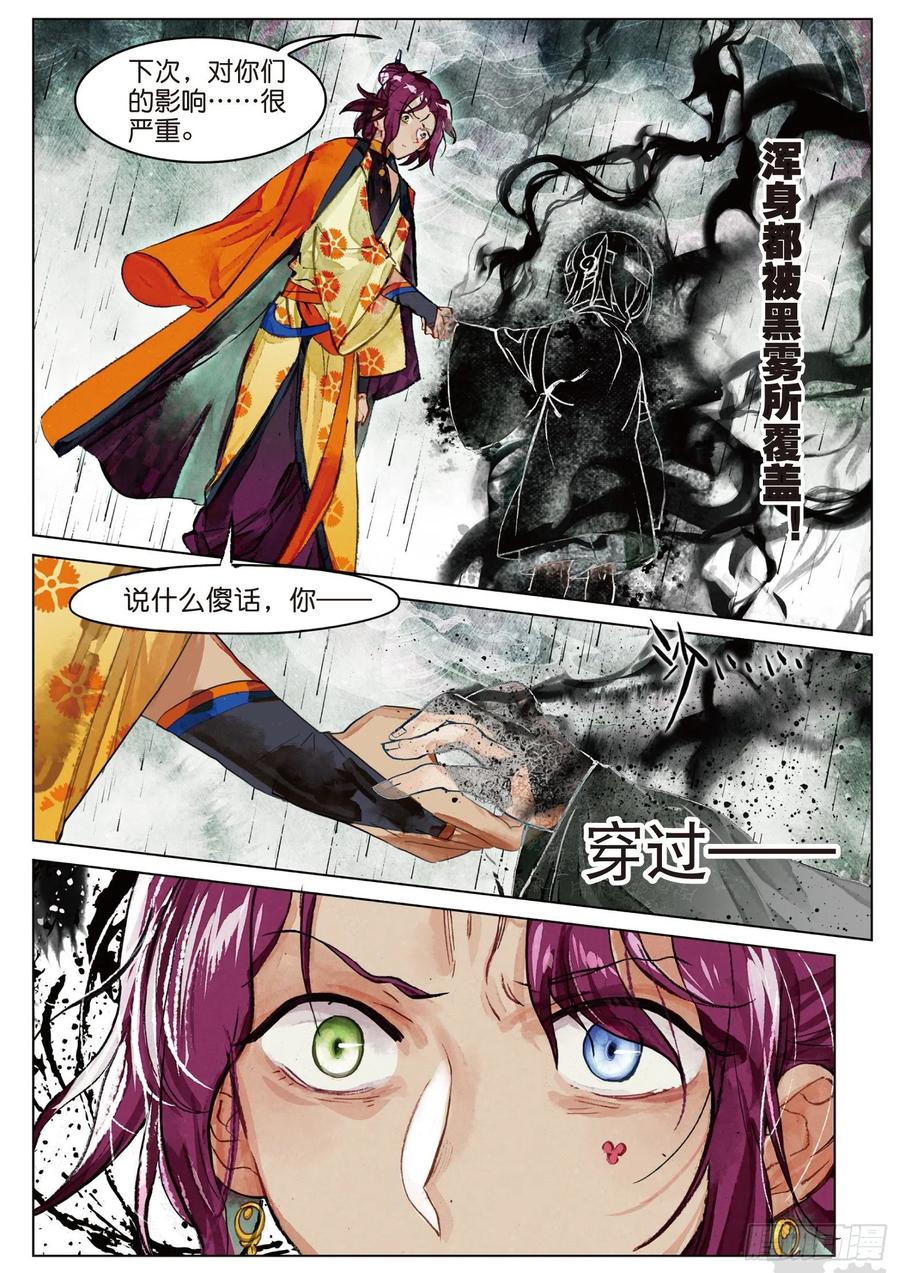 下次，对你们
的影响……很
严重。
浑身都被黑雾所覆盖！
说什么傻话，你——
沙……
穿过——